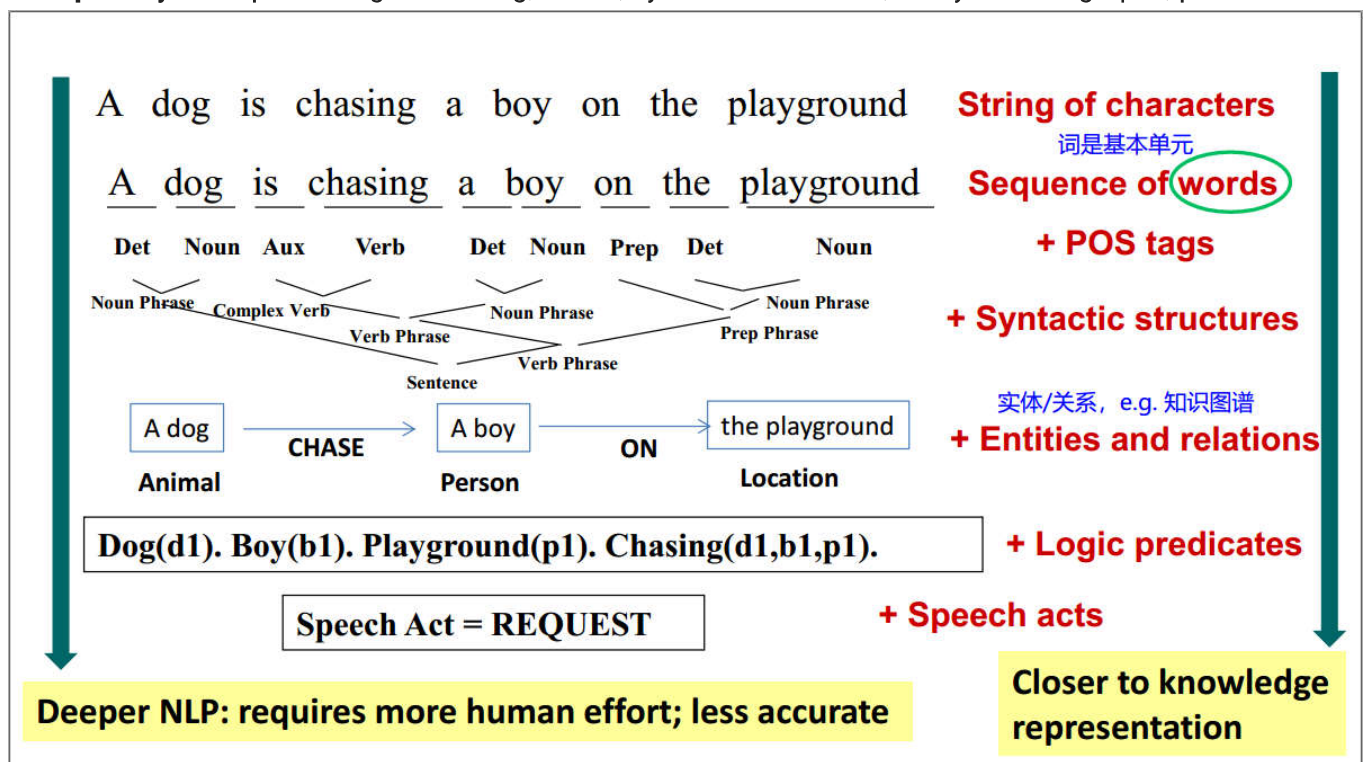 A dog is chasing a boy on the playground String of characters
词是基本单元
A dog is chasing a boy on the playground Sequence of words
Det Noun Aux Verb Det Noun Prep Det Noun + POS tags
Noun Phrase Complex Verb Noun Phrase Noun Phrase
Verb Phrase Prep Phrase + Syntactic structures
Verb Phrase
Sentence
实体/关系，e.g. 知识图谱
A dog CHASE A boy ON the playground + Entities and relations
Animal Person Location
Dog(d1). Boy(b1). Playground(p1). Chasing(d1,b1,p1). + Logic predicates
Speech Act = REQUEST + Speech acts
Deeper NLP: requires more human effort; less accurate
Closer to knowledge
representation